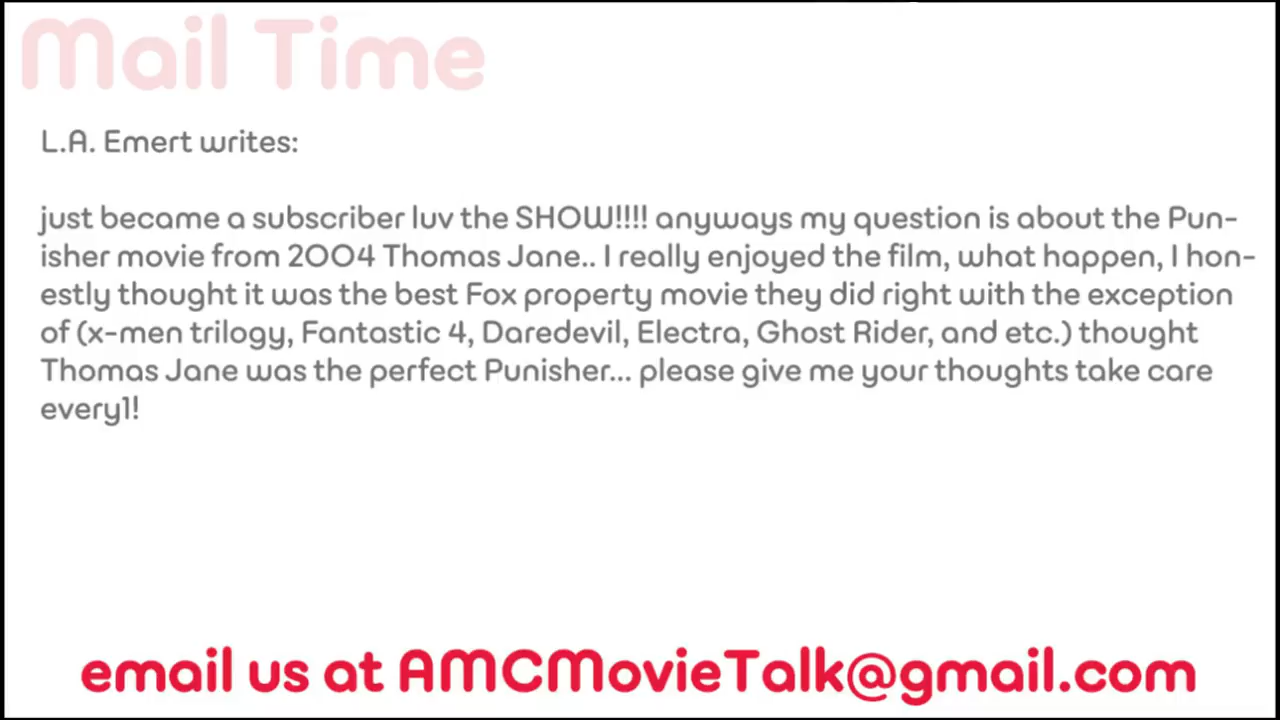 Mail Time
L.A. Emert writes:
just became a subscriber luv the SHOW!!!! anyways my question is about the Pun-
isher movie from 2004 Thomas Jane.. I really enjoyed the film, what happen, I hon-
estly thought it was the best Fox property movie they did right with the exception
of (x-men trilogy, Fantastic 4, Daredevil, Electra, Ghost Rider, and etc.) thought
Thomas Jane was the perfect Punisher... please give me your thoughts take care
every1!
email us at AMCMovieTalk@gmail.com